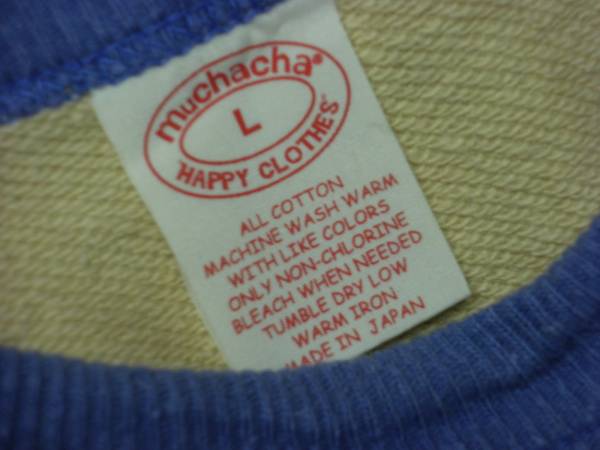 muchacha®
L
HAPPY CLOTHES
ALL COTTON
MACHINE WASH WARM
WITH LIKE COLORS
ONLY NON-CHLORINE
BLEACH WHEN NEEDED
TUMBLE DRY LOW
WARM IRON
MADE IN JAPAN